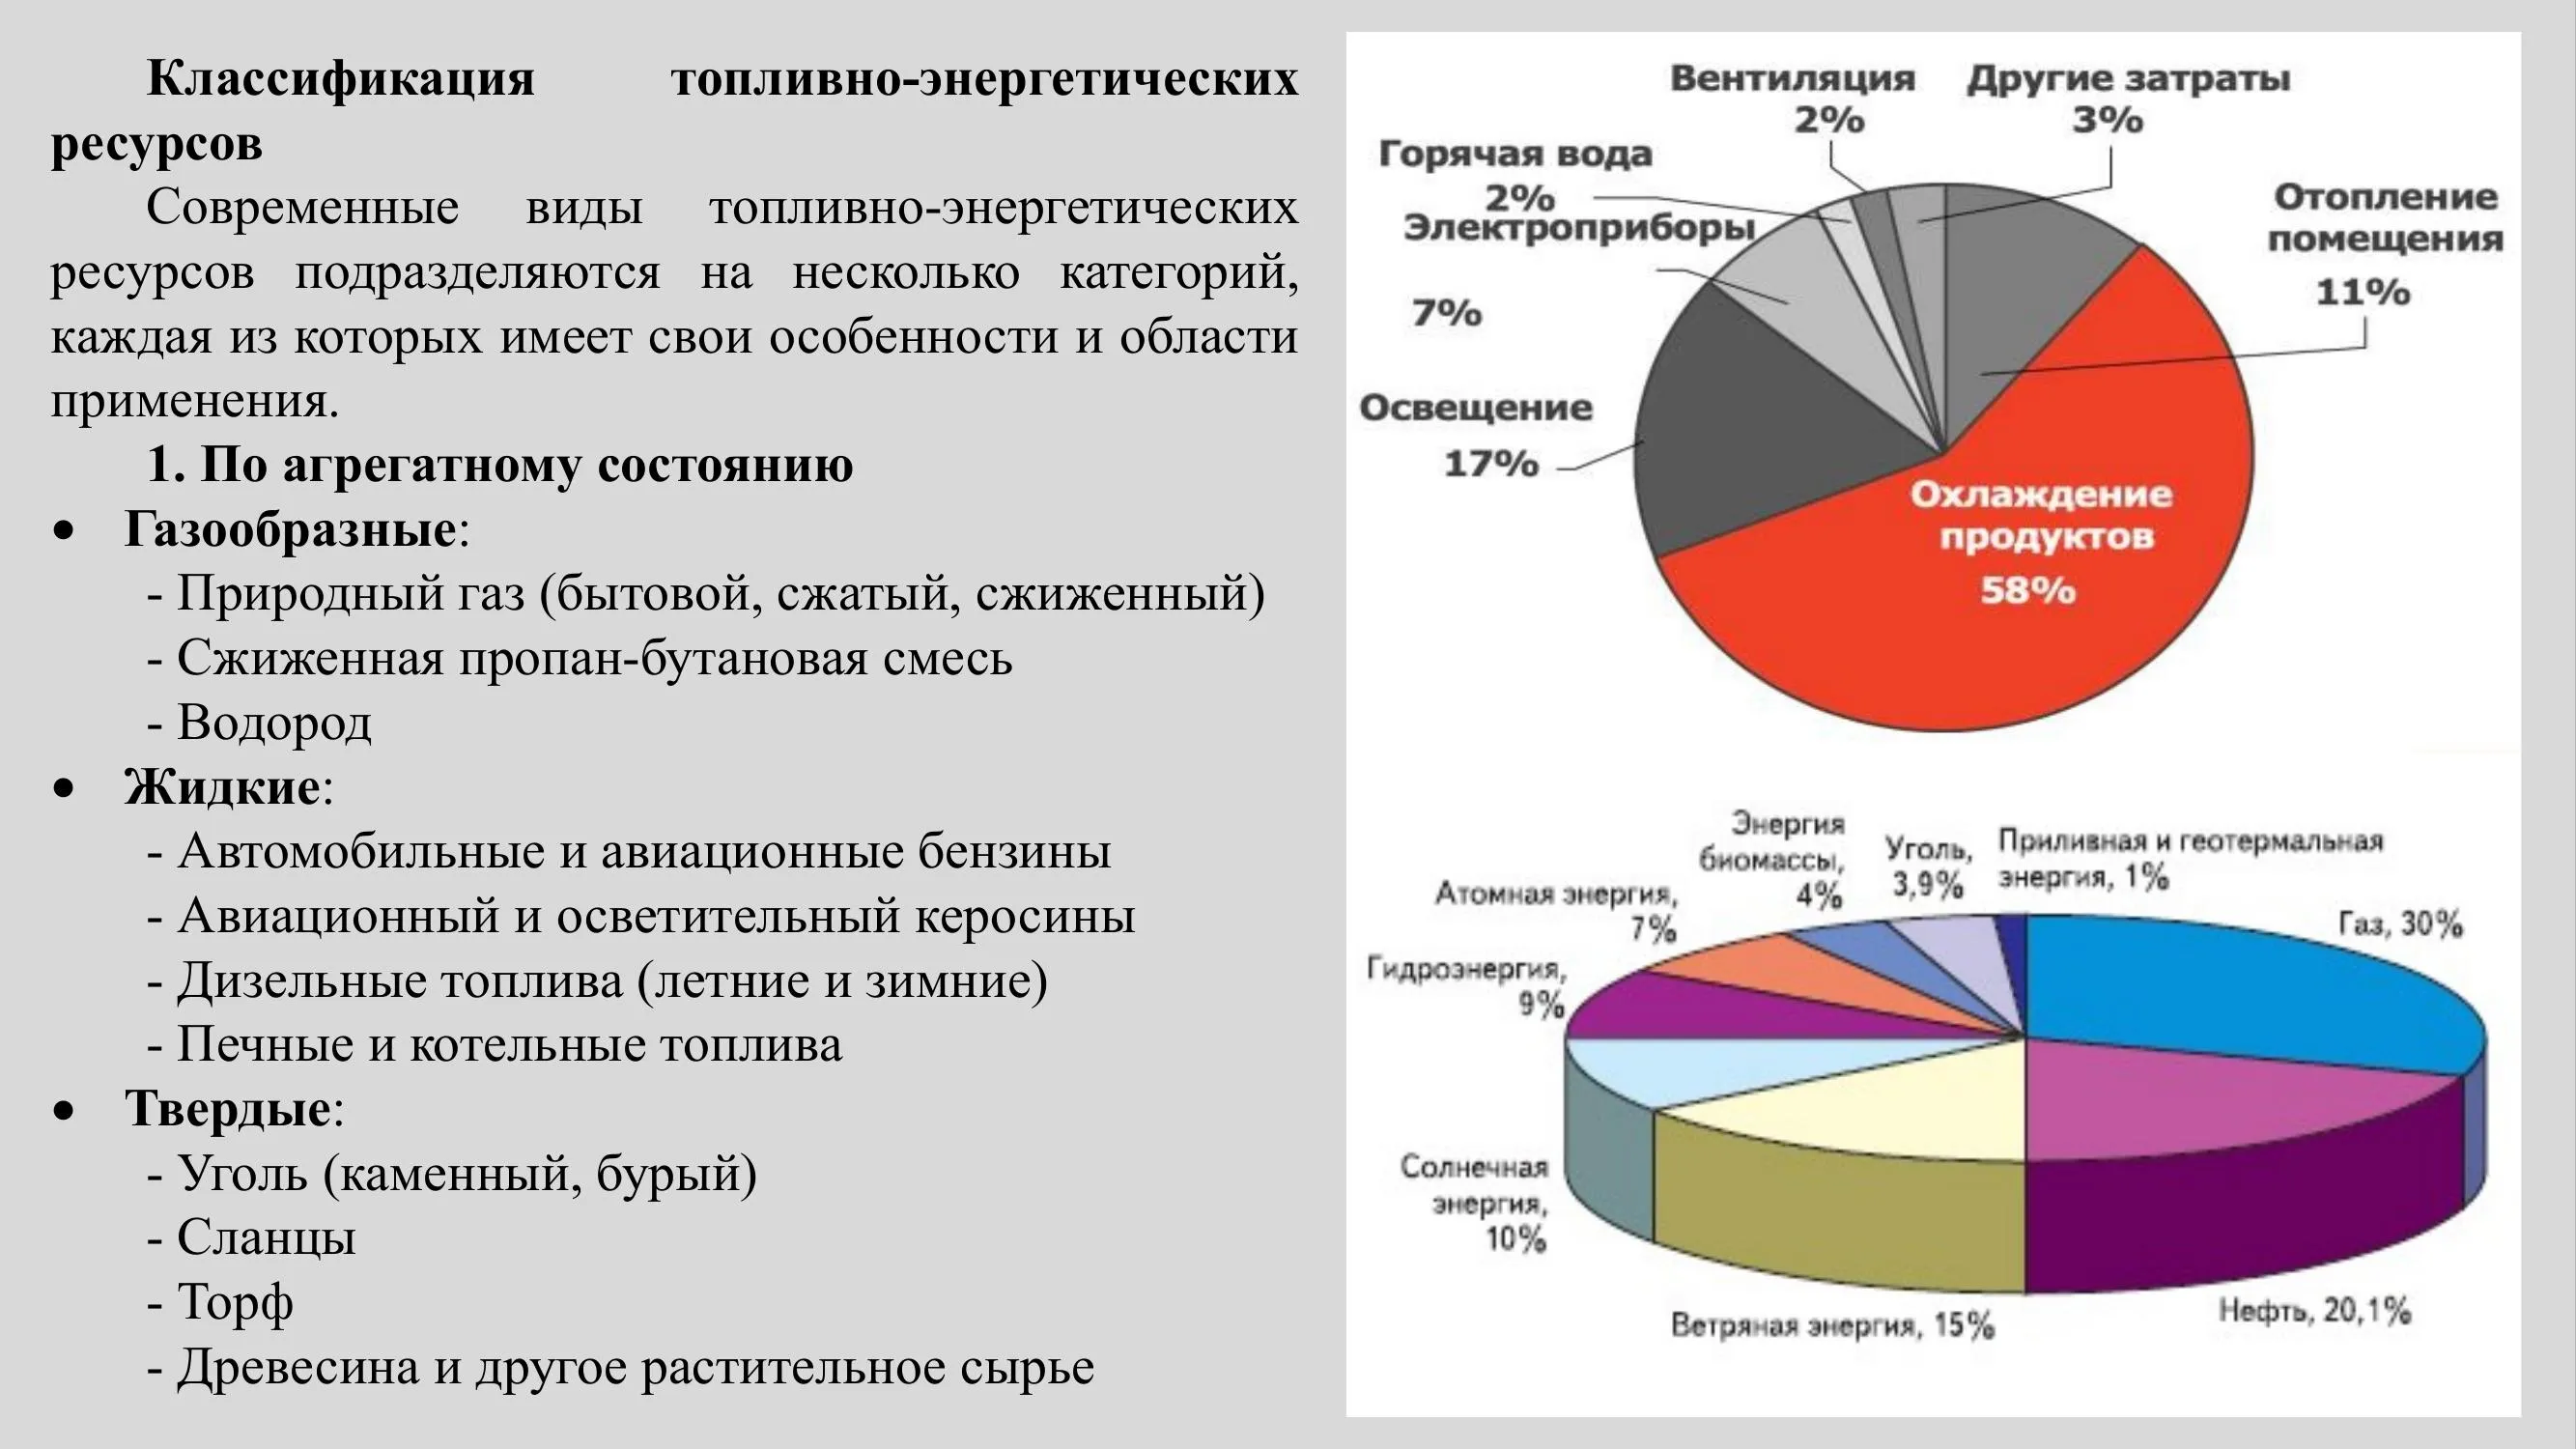 Классификация топливно-энергетических
ресурсов
Современные виды топливно-энергетических
ресурсов подразделяются на несколько категорий,
каждая из которых имеет свои особенности и области
применения.
1. По агрегатному состоянию
• Газообразные:
- Природный газ (бытовой, сжатый, сжиженный)
- Сжиженная пропан-бутановая смесь
- Водород
• Жидкие:
- Автомобильные и авиационные бензины
- Авиационный и осветительный керосины
- Дизельные топлива (летние и зимние)
- Печные и котельные топлива
• Твердые:
- Уголь (каменный, бурый)
- Сланцы
- Торф
- Древесина и другое растительное сырье
Вентиляция
2%
Другие затраты
3%
Горячая вода
2%
Электроприборы
7%
Отопление
помещения
11%
Освещение
17%
Охлаждение
продуктов
58%
Энергия
биомассы,
4%
Уголь,
3,9%
Приливная и геотермальная
энергия, 1%
Атомная энергия,
7%
Газ, 30%
Гидроэнергия,
9%
Солнечная
энергия,
10%
Ветряная энергия, 15%
Нефть, 20,1%